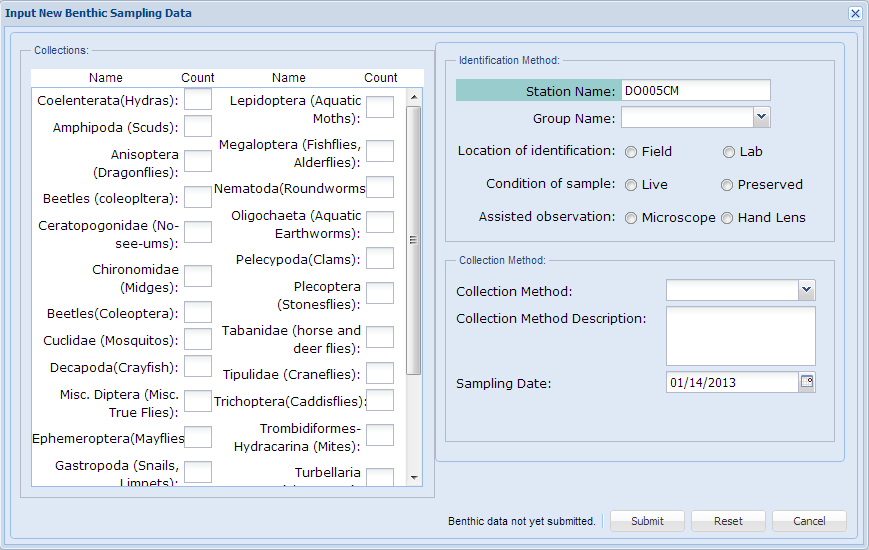 Input New Benthic Sampling Data
Collections:
Name Count Name Count
Coelenterata(Hydras):
Amphipoda (Scuds):
Anisoptera
(Dragonflies):
Beetles (coleopltera):
Ceratopogonidae (No-
see-ums):
Chironomidae
(Midges):
Beetles(Coleoptera):
Cuclidae (Mosquitos):
Decapoda(Crayfish):
Misc. Diptera (Misc.
True Flies):
Ephemeroptera(Mayflies
Gastropoda (Snails,
Limpets):
Lepidoptera (Aquatic
Moths):
Megaloptera (Fishflies,
Alderflies):
Nematoda(Roundworms
Oligochaeta (Aquatic
Earthworms):
Pelecypoda(Clams):
Plecoptera
(Stonesflies):
Tabanidae (horse and
deer flies):
Tipulidae (Craneflies):
Trichoptera(Caddisflies):
Trombidiformes-
Hydracarina (Mites):
Turbellaria
Identification Method:
Station Name: DO005CM
Group Name:
Location of identification: Field Lab
Condition of sample: Live Preserved
Assisted observation: Microscope Hand Lens
Collection Method:
Collection Method:
Collection Method Description:
Sampling Date: 01/14/2013
Benthic data not yet submitted. Submit Reset Cancel